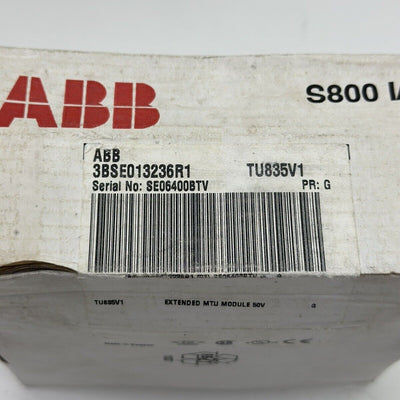 ABB
S800 I/
ABB
3BSE013236R1 TU835V1
Serial No: SE06400BTV PR: G
TU835V1 EXTENDED MTU MODULE 50V G